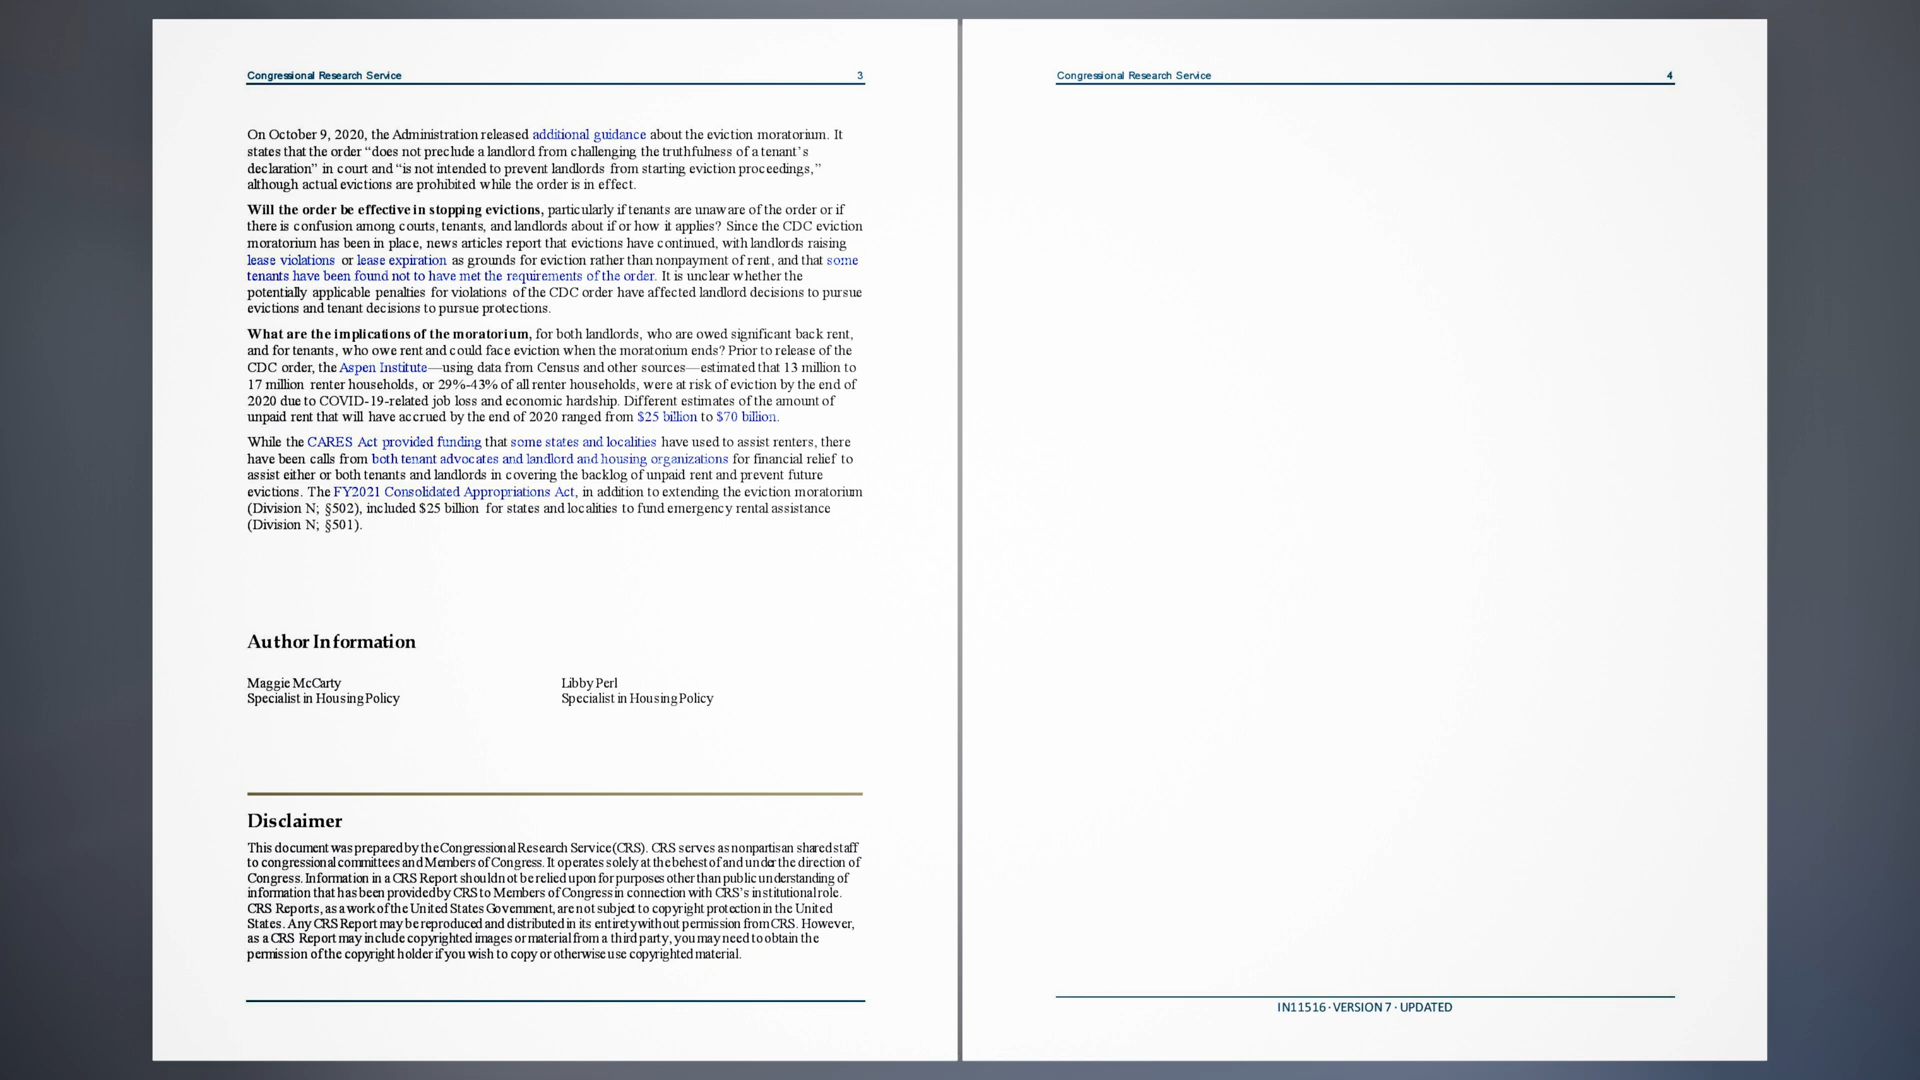 Congressional Research Service 3
On October 9, 2020, the Administration released additional guidance about the eviction moratorium. It
states that the order “does not preclude a landlord from challenging the truthfulness of a tenant’s
declaration” in court and “is not intended to prevent landlords from starting eviction proceedings,”
although actual evictions are prohibited while the order is in effect.
Will the order be effective in stopping evictions, particularly if tenants are unaware of the order or if
there is confusion among courts, tenants, and landlords about if or how it applies? Since the CDC eviction
moratorium has been in place, news articles report that evictions have continued, with landlords raising
lease violations or lease expiration as grounds for eviction rather than nonpayment of rent, and that some
tenants have been found not to have met the requirements of the order. It is unclear whether the
potentially applicable penalties for violations of the CDC order have affected landlord decisions to pursue
evictions and tenant decisions to pursue protections.
What are the implications of the moratorium, for both landlords, who are owed significant back rent,
and for tenants, who owe rent and could face eviction when the moratorium ends? Prior to release of the
CDC order, the Aspen Institute—using data from Census and other sources—estimated that 13 million to
17 million renter households, or 29%-43% of all renter households, were at risk of eviction by the end of
2020 due to COVID-19-related job loss and economic hardship. Different estimates of the amount of
unpaid rent that will have accrued by the end of 2020 ranged from $25 billion to $70 billion.
While the CARES Act provided funding that some states and localities have used to assist renters, there
have been calls from both tenant advocates and landlord and housing organizations for financial relief to
assist either or both tenants and landlords in covering the backlog of unpaid rent and prevent future
evictions. The FY2021 Consolidated Appropriations Act, in addition to extending the eviction moratorium
(Division N; §502), included $25 billion for states and localities to fund emergency rental assistance
(Division N; §501).
Author Information
Maggie McCarty Libby Perl
Specialist in Housing Policy Specialist in Housing Policy
Disclaimer
This document was prepared by the Congressional Research Service (CRS). CRS serves as nonpartisan shared staff
to congressional committees and Members of Congress. It operates solely at the behest of and under the direction of
Congress. Information in a CRS Report should not be relied upon for purposes other than public understanding of
information that has been provided by CRS to Members of Congress in connection with CRS’s institutional role.
CRS Reports, as a work of the United States Government, are not subject to copyright protection in the United
States. Any CRS Report may be reproduced and distributed in its entirety without permission from CRS. However,
as a CRS Report may include copyrighted images or material from a third party, you may need to obtain the
permission of the copyright holder if you wish to copy or otherwise use copyrighted material.
Congressional Research Service 4
IN11516 · VERSION 7 · UPDATED